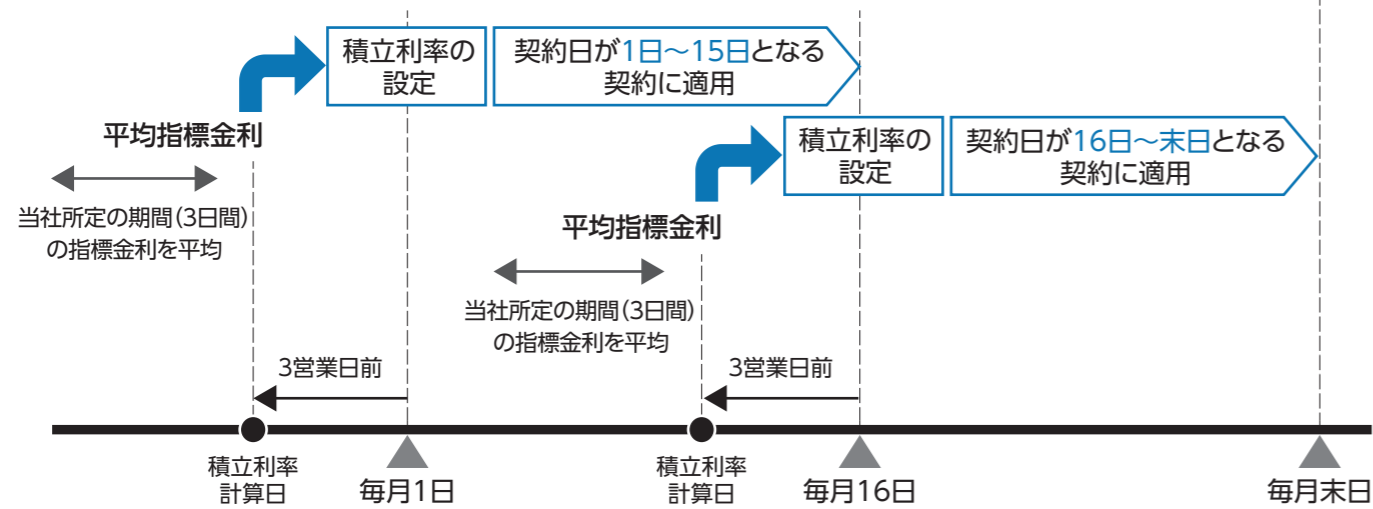 積立利率の
設定
契約日が1日～15日となる
契約に適用
平均指標金利
当社所定の期間(3日間)
の指標金利を平均
積立利率の
設定
契約日が16日～末日となる
契約に適用
平均指標金利
当社所定の期間(3日間)
の指標金利を平均
3営業日前
3営業日前
積立利率
計算日
毎月1日
積立利率
計算日
毎月16日
毎月末日